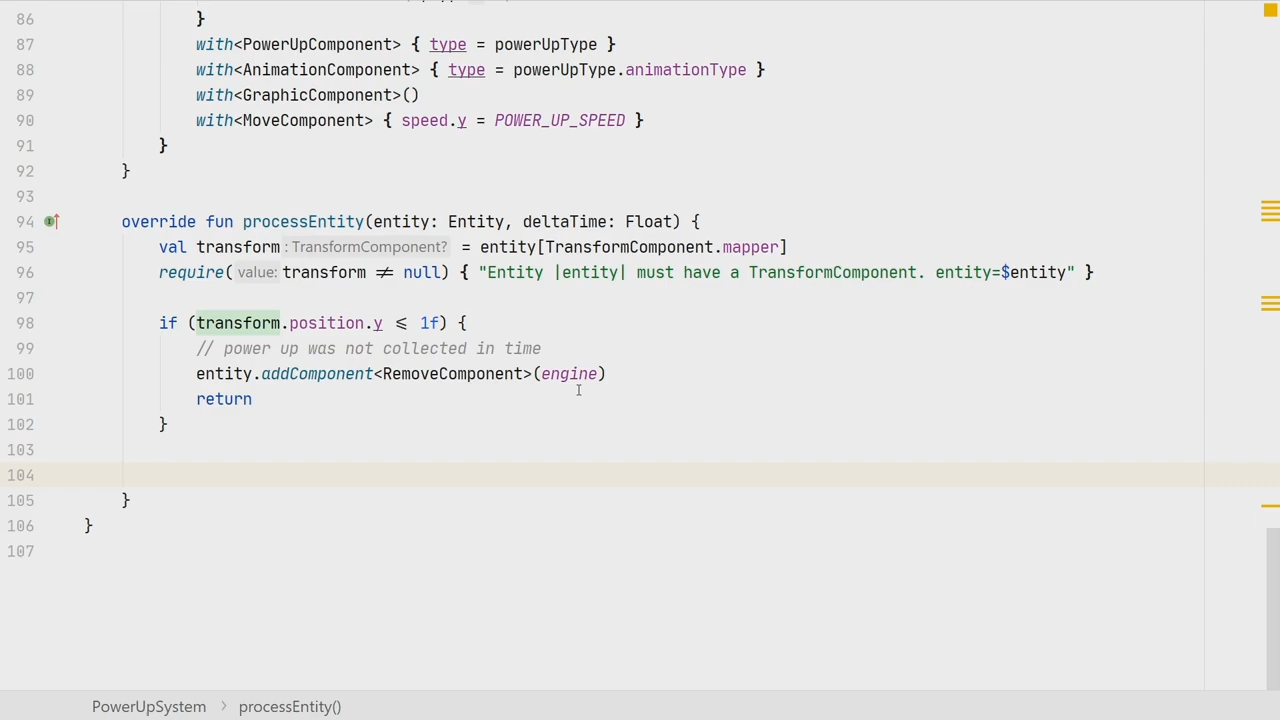 86 }
87 with<PowerUpComponent> { type = powerUpType }
88 with<AnimationComponent> { type = powerUpType.animationType }
89 with<GraphicComponent>()
90 with<MoveComponent> { speed.y = POWER_UP_SPEED }
91 }
92 }
93
94 override fun processEntity(entity: Entity, deltaTime: Float) {
95 val transform : TransformComponent? = entity[TransformComponent.mapper]
96 require( value: transform ≠ null) { "Entity |entity| must have a TransformComponent. entity=$entity" }
97
98 if (transform.position.y ⩽ 1f) {
99 // power up was not collected in time
100 entity.addComponent<RemoveComponent>(engine)
101 return
102 }
103
104
105 }
106 }
107
PowerUpSystem > processEntity()